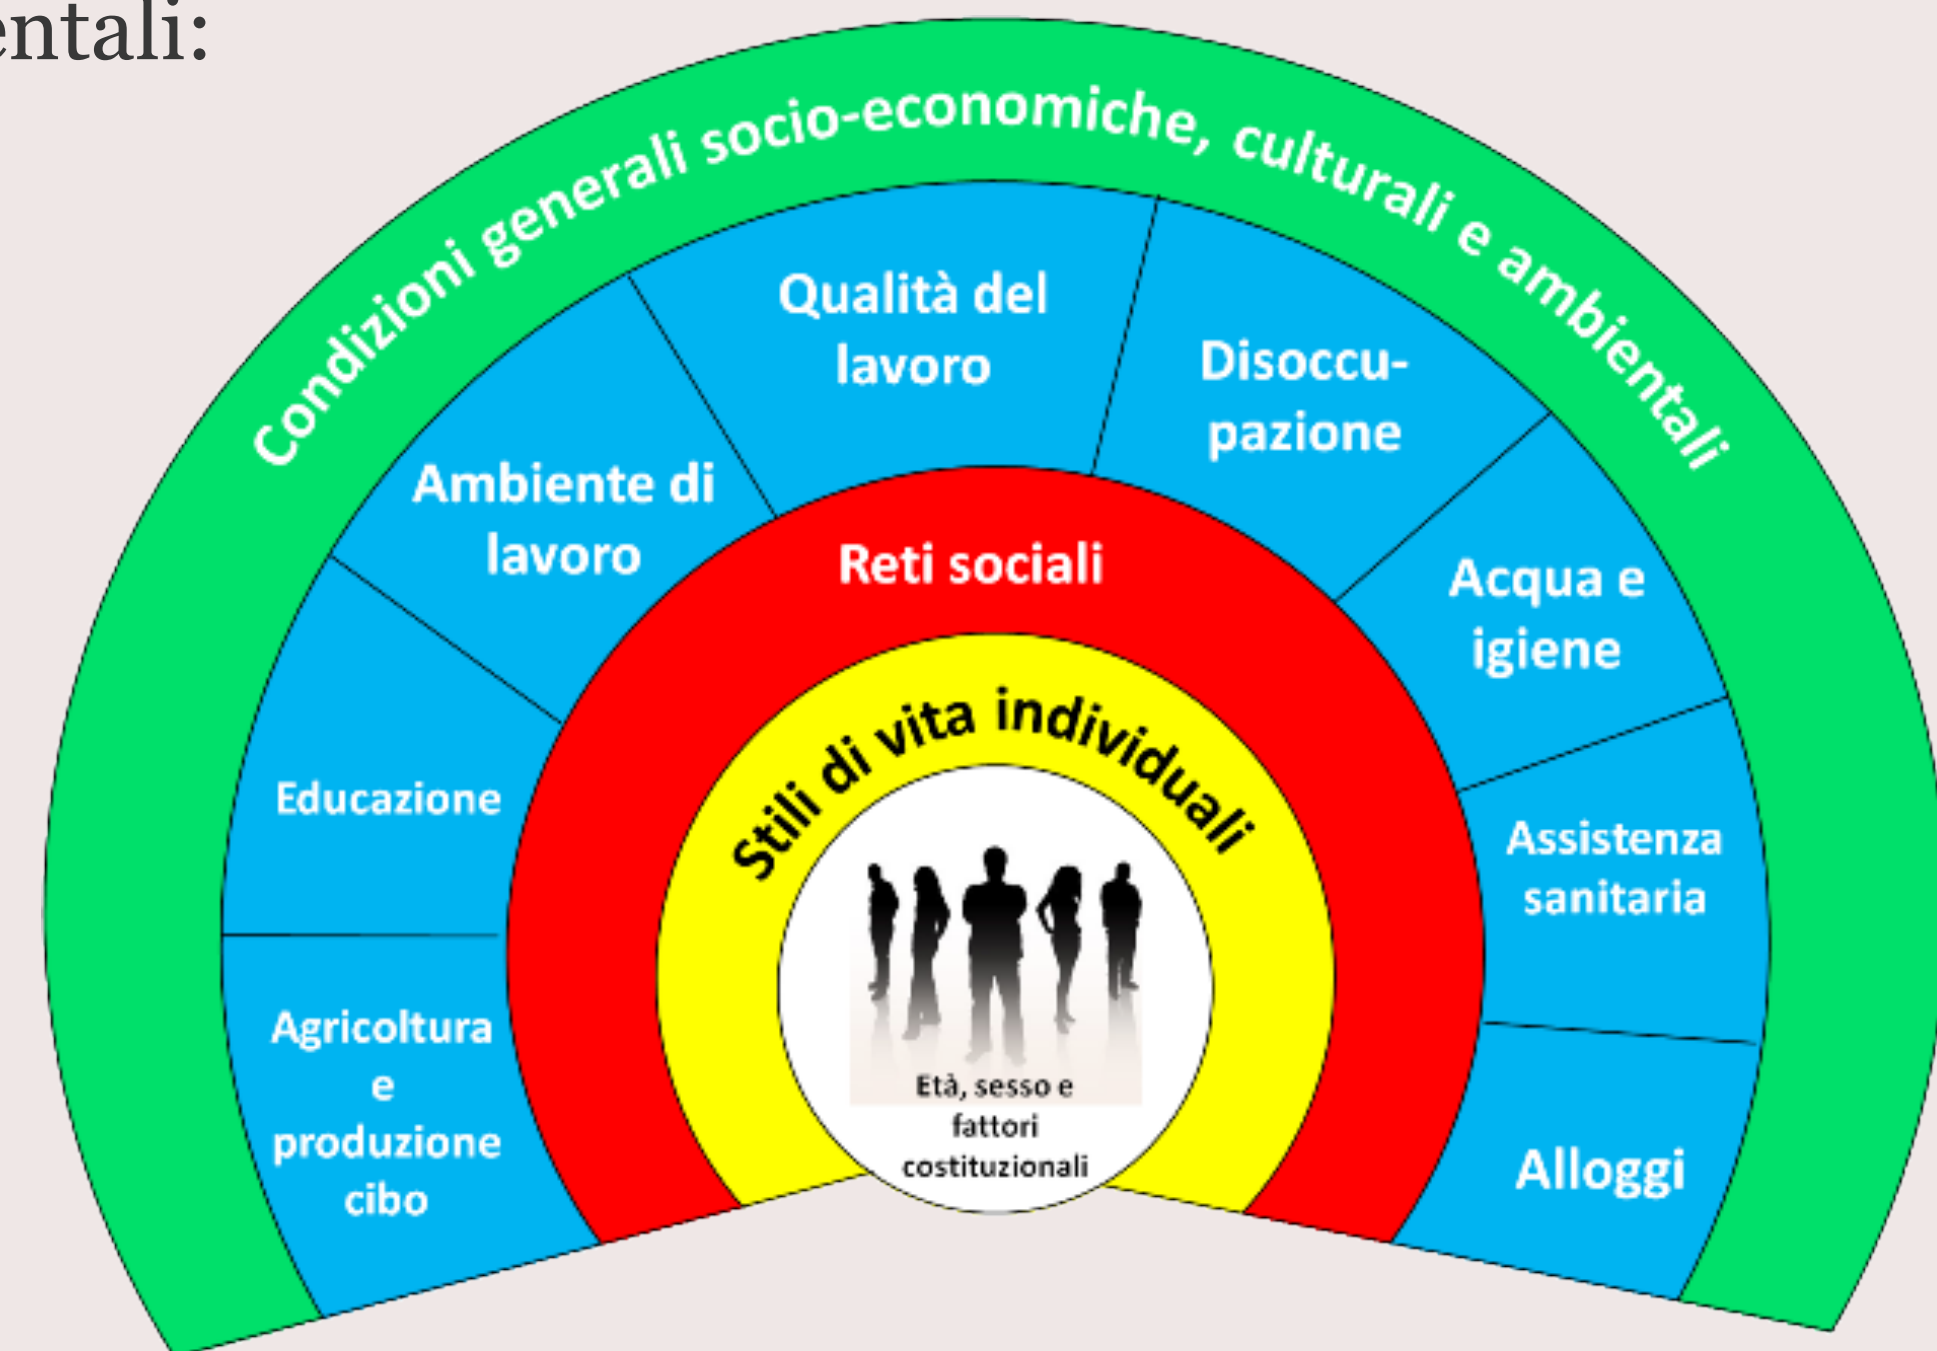 entali:
Condizioni generali socio-economiche, culturali e ambientali
Qualità del
lavoro
Disoccu-
pazione
Ambiente di
lavoro
Acqua e
igiene
Educazione
Assistenza
sanitaria
Agricoltura
e
produzione
cibo
Alloggi
Reti sociali
Stili di vita individuali
Età, sesso e
fattori
costituzionali